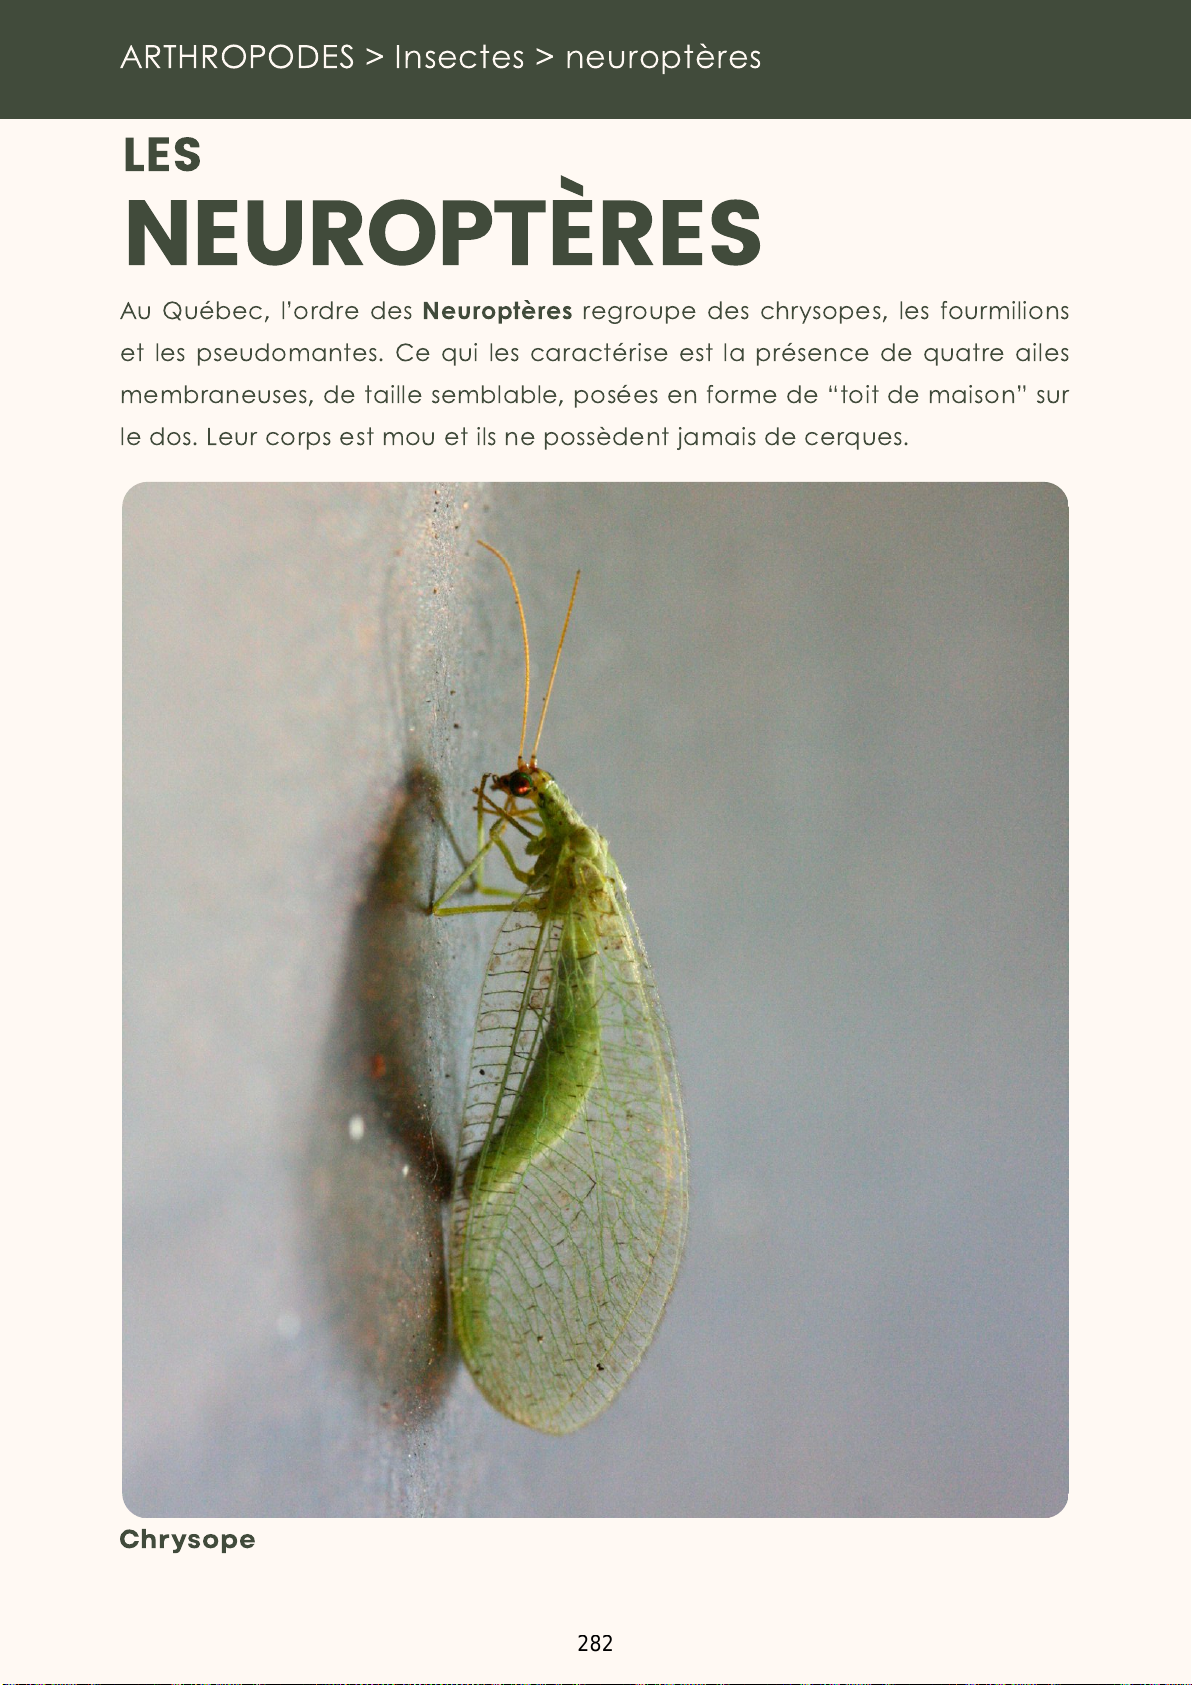 ARTHROPODES > Insectes > neuroptères
LES
NEUROPTÈRES
Au Québec, l’ordre des Neuroptères regroupe des chrysopes, les fourmilions
et les pseudomantes. Ce qui les caractérise est la présence de quatre ailes
membraneuses, de taille semblable, posées en forme de “toit de maison” sur
le dos. Leur corps est mou et ils ne possèdent jamais de cerques.
Chrysope
282